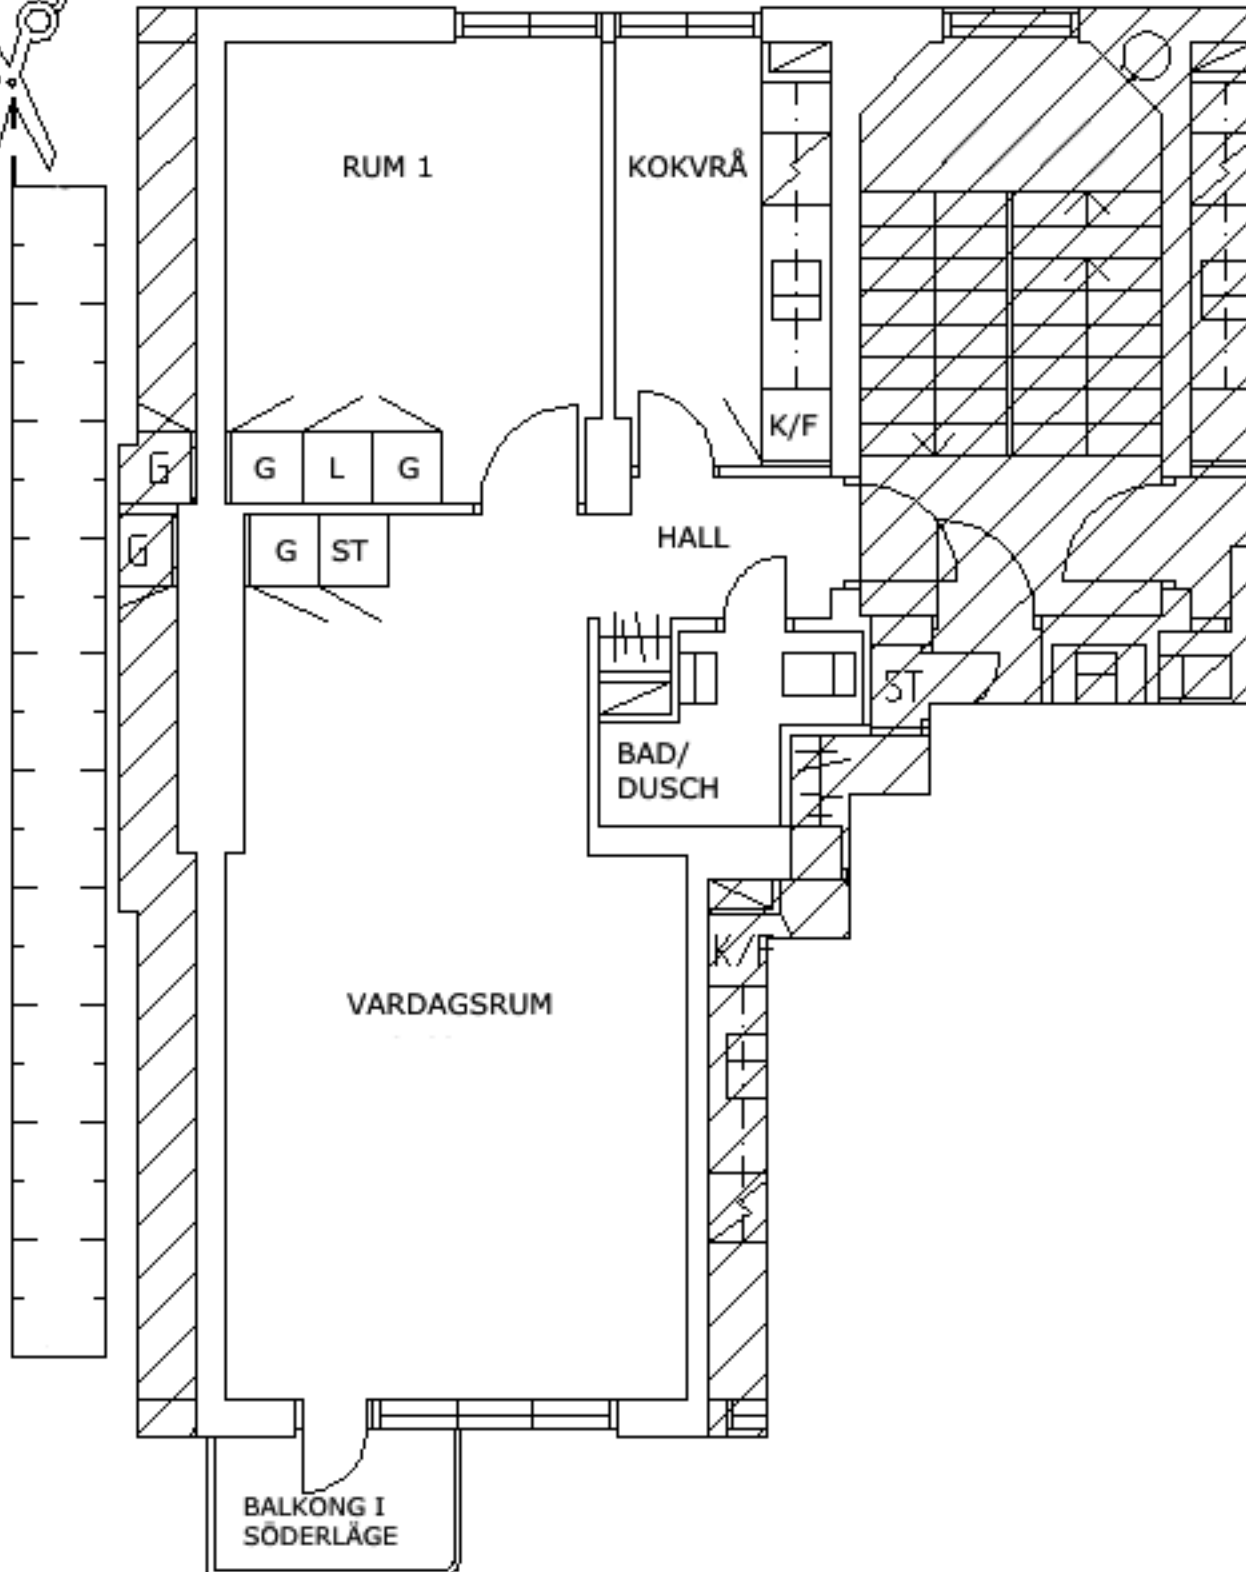 RUM 1
KOKVRÅ
K/F
G
G
L
G
G
G
ST
HALL
ST
BAD/
DUSCH
K/
VARDAGSRUM
BALKONG I
SÖDERLÄGE